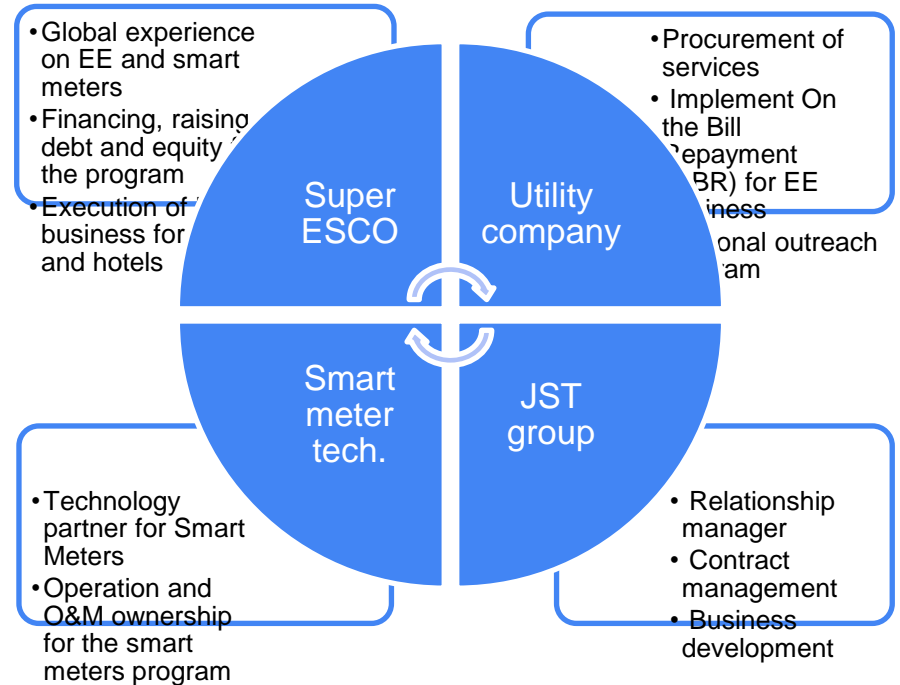 •Global experience
on EE and smart
meters
•Financing, raising
debt and equity
the program
•Execution of
business for
and hotels
•Procurement of
services
• Implement On
the Bill
Repayment
for EE
outreach
Super
ESCO
Utility
company
Smart
meter
tech.
JST
group
•Technology
partner for Smart
Meters
•Operation and
O&M ownership
for the smart
meters program
• Relationship
manager
• Contract
management
• Business
development